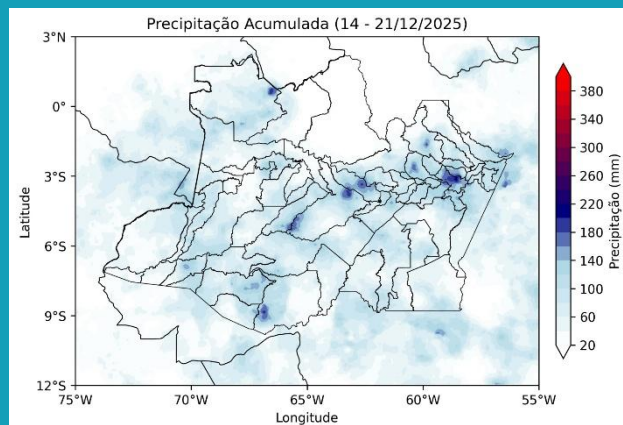 Precipitação Acumulada (14 - 21/12/2025)
3°N
0°
3°S
6°S
9°S
12°S
Latitude
75°W 70°W 65°W 60°W 55°W
Longitude
380
340
300
260
220
180
140
100
60
20
Precipitação (mm)